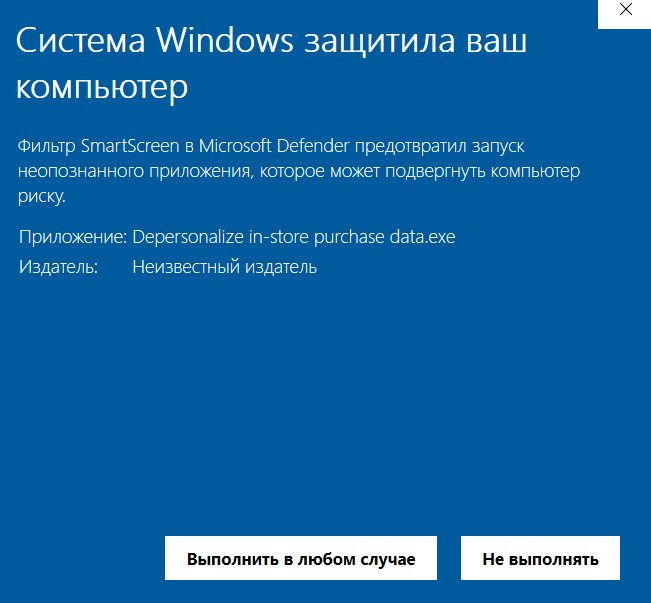 Система Windows защитила ваш
компьютер
Фильтр SmartScreen в Microsoft Defender предотвратил запуск
неопознанного приложения, которое может подвергнуть компьютер
риску.
Приложение: Depersonalize in-store purchase data.exe
Издатель: Неизвестный издатель
Выполнить в любом случае Не выполнять